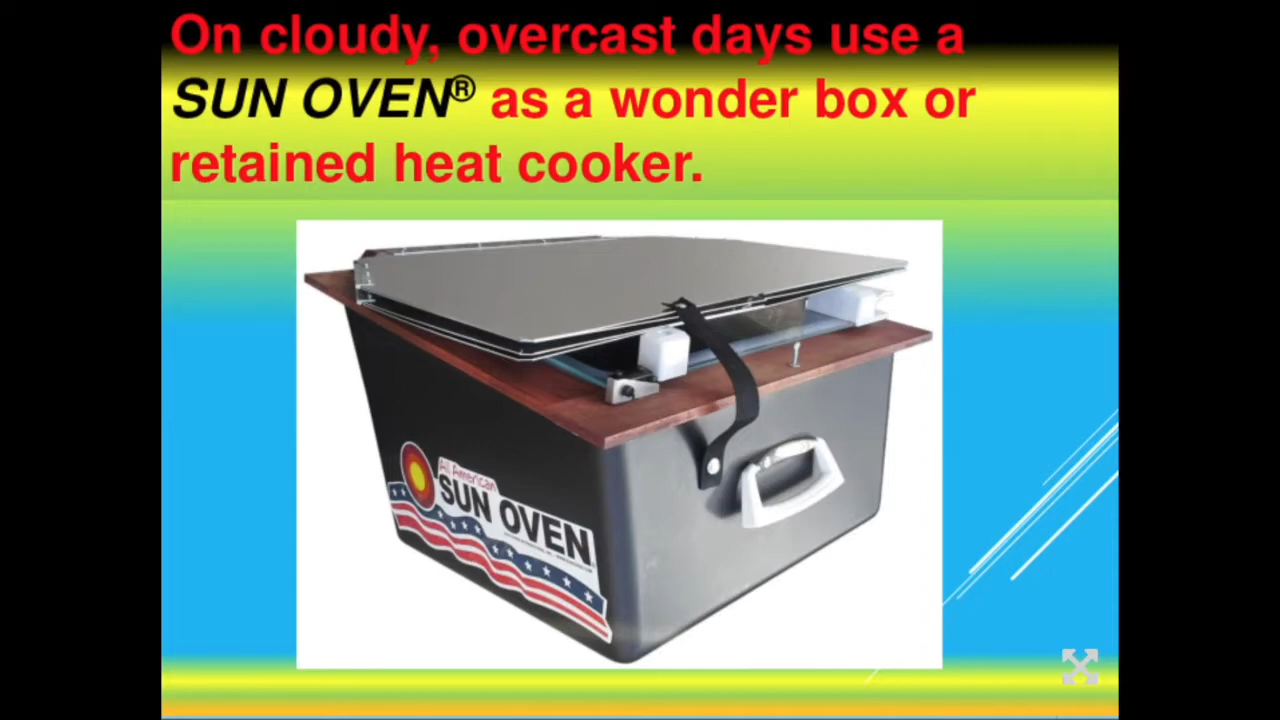 On cloudy, overcast days use a
SUN OVEN® as a wonder box or
retained heat cooker.
All American
SUN OVEN